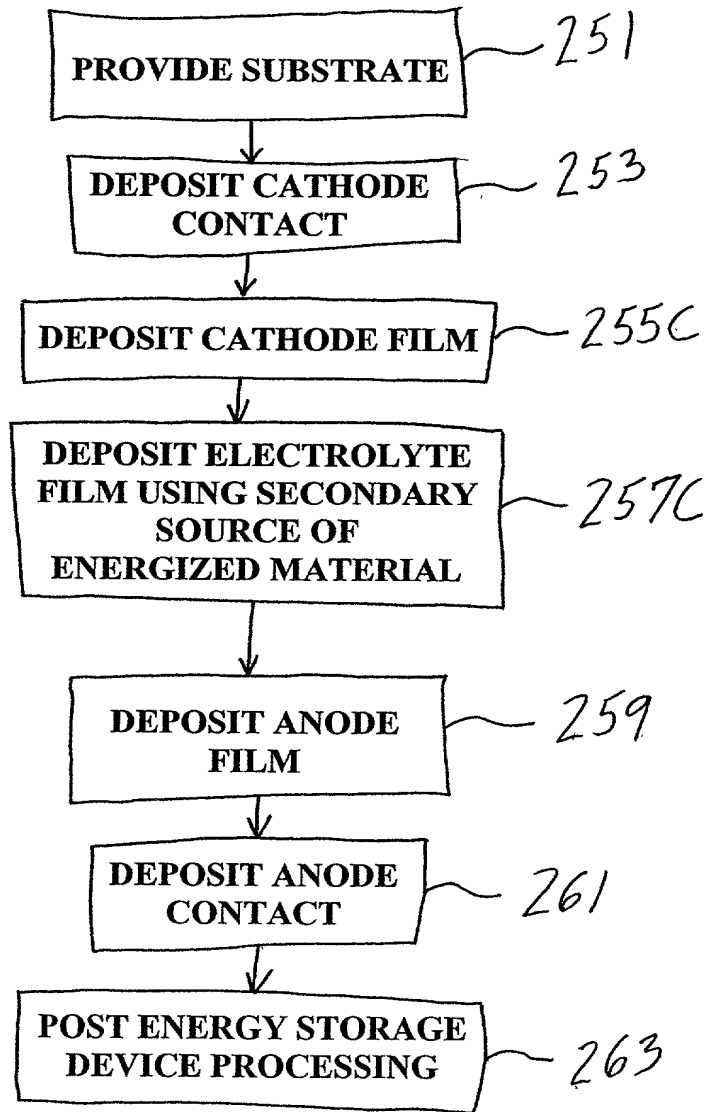 PROVIDE SUBSTRATE
251
DEPOSIT CATHODE
CONTACT
253
DEPOSIT CATHODE FILM
255C
DEPOSIT ELECTROLYTE
FILM USING SECONDARY
SOURCE OF
ENERGIZED MATERIAL
257C
DEPOSIT ANODE
FILM
259
DEPOSIT ANODE
CONTACT
261
POST ENERGY STORAGE
DEVICE PROCESSING
263